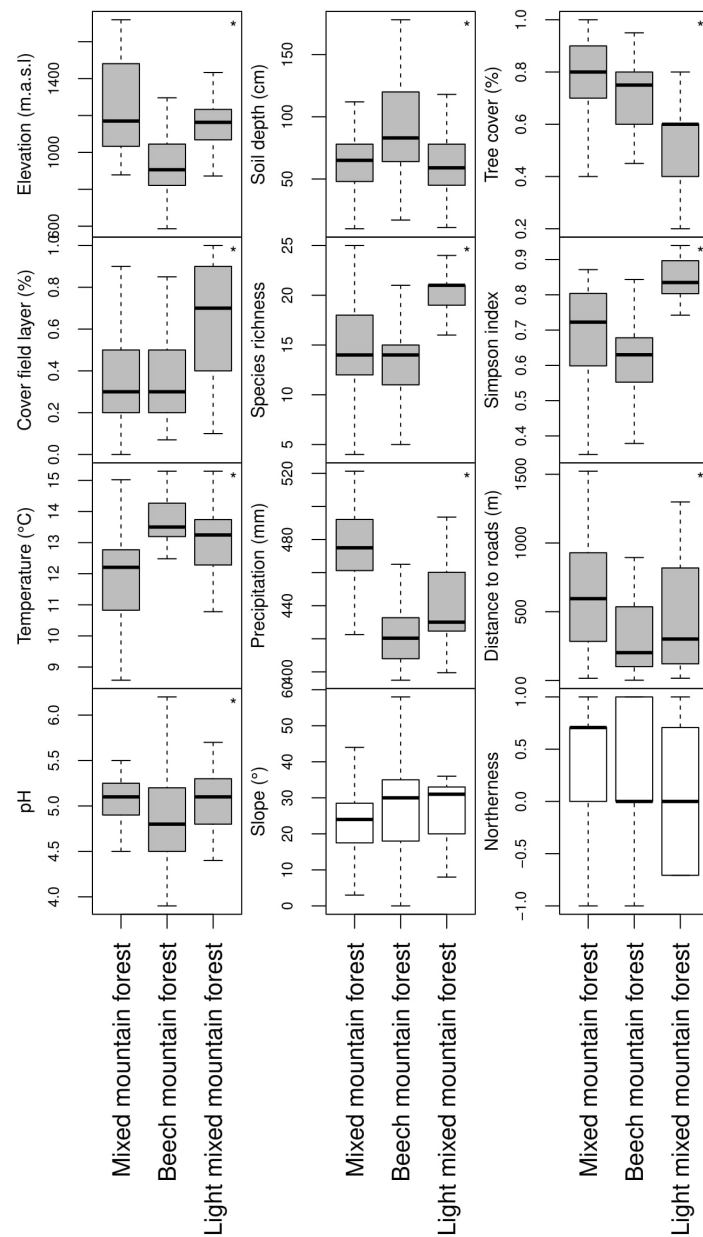 pH Temperature (°C) Cover field layer (%) Elevation (m.a.s.l)
4.0 4.5 5.0 5.5 6.0 9 10 11 12 13 14 15 0.0 0.2 0.4 0.6 0.8 1.0 600 1000 1400
Mixed mountain forest
Beech mountain forest
Light mixed mountain forest
* * * *
Slope (°) Precipitation (mm) Species richness Soil depth (cm)
0 10 20 30 40 50 60 400 440 480 520 5 10 15 20 25 50 100 150
Mixed mountain forest
Beech mountain forest
Light mixed mountain forest
* * *
Northerness Distance to roads (m) Simpson index Tree cover (%)
−1.0 −0.5 0.0 0.5 1.0 0 500 1000 1500 0.4 0.5 0.6 0.7 0.8 0.9 0.2 0.4 0.6 0.8 1.0
Mixed mountain forest
Beech mountain forest
Light mixed mountain forest
* * *